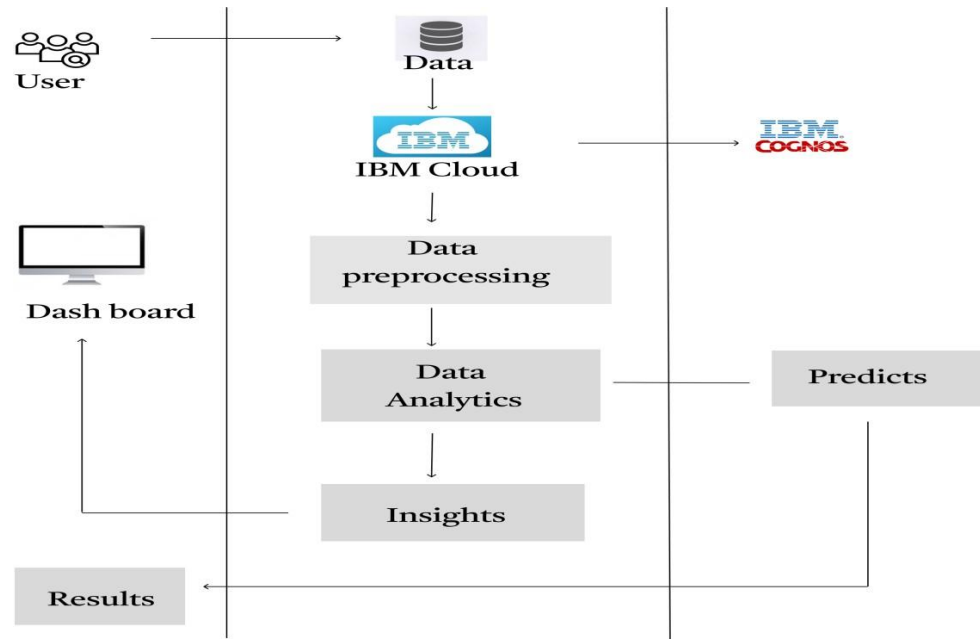 User
Data
IBM
IBM Cloud
IBM.
COGNOS
Data
preprocessing
Dash board
Data
Analytics
Predicts
Insights
Results